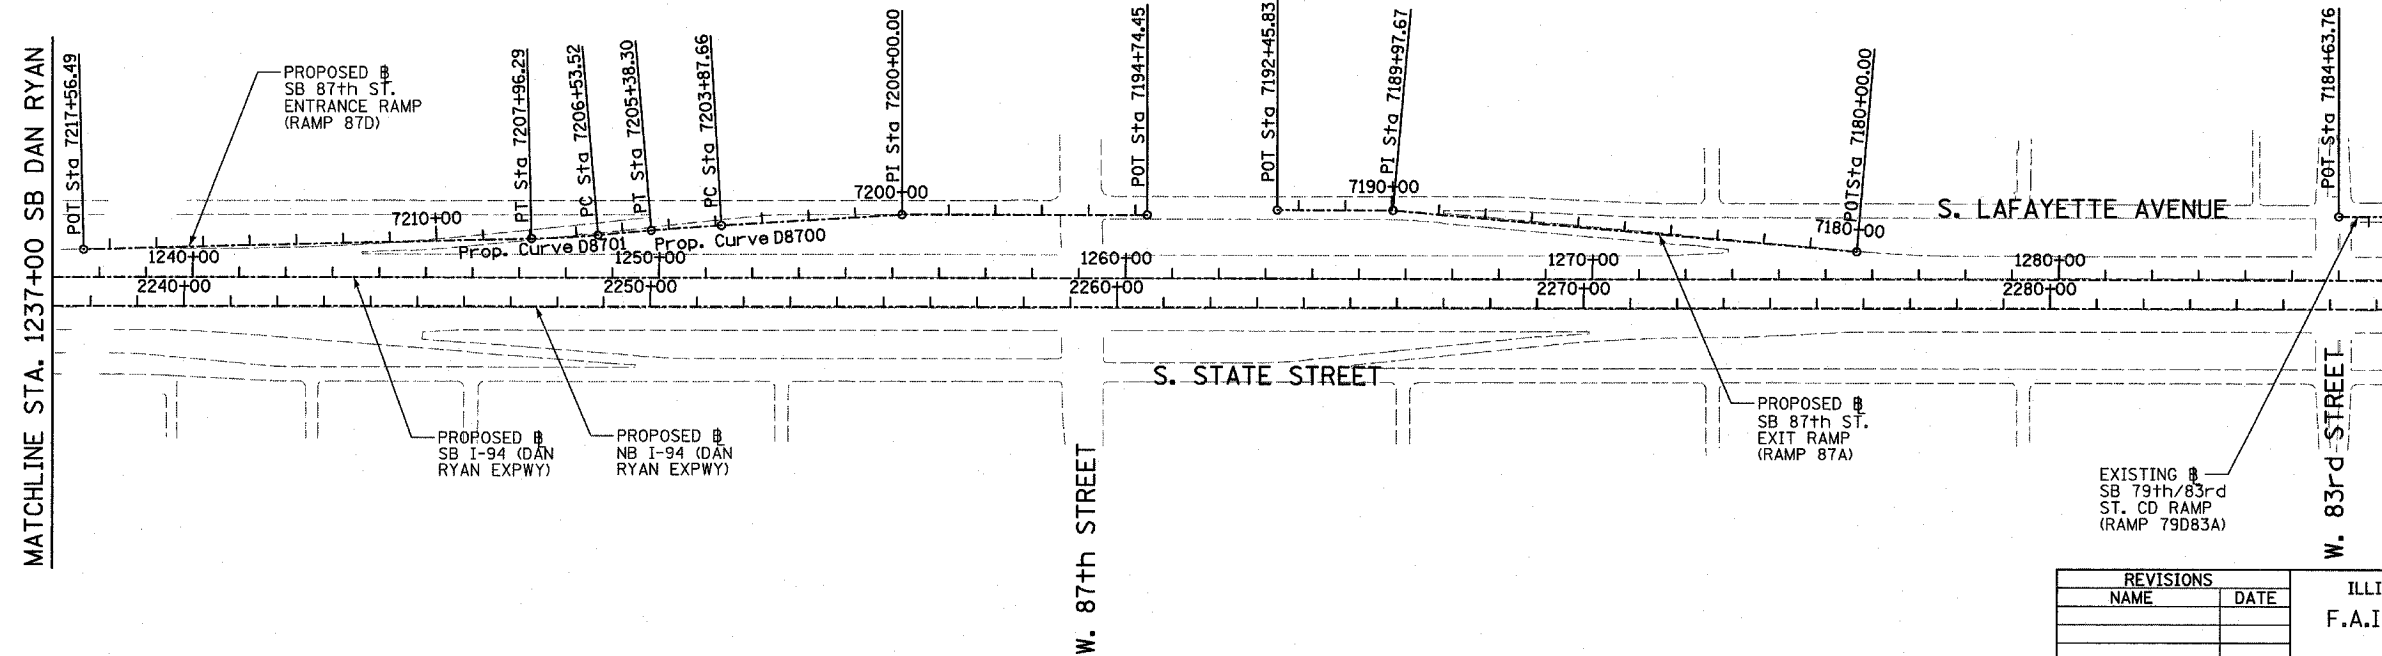 MATCHLINE STA. 1237+00 SB DAN RYAN
POT Sta 7217+56.49
PROPOSED B
SB 87th ST.
ENTRANCE RAMP
(RAMP 87D)
PT Sta 7207+96.29
PC Sta 7206+53.52
PT Sta 7205+38.30
PC Sta 7203+87.66
PI Sta 7200+00.00
POT Sta 7194+74.45
POT Sta 7192+45.83
PI Sta 7189+97.67
POTSta 7180+00.00
POT Sta 7184+63.76
7210+00
7200+00
7190+00
7180+00
S. LAFAYETTE AVENUE
Prop. Curve D8701
Prop. Curve D8700
1240+00
1250+00
1260+00
1270+00
1280+00
2240+00
2250+00
2260+00
2270+00
2280+00
S. STATE STREET
PROPOSED B
SB I-94 (DAN
RYAN EXPWY)
PROPOSED B
NB I-94 (DAN
RYAN EXPWY)
W. 87th STREET
PROPOSED B
SB 87th ST.
EXIT RAMP
(RAMP 87A)
EXISTING B
SB 79th/83rd
ST. CD RAMP
(RAMP 79D83A)
W. 83rd STREET
REVISIONS
NAME
DATE
ILLI
F.A.I